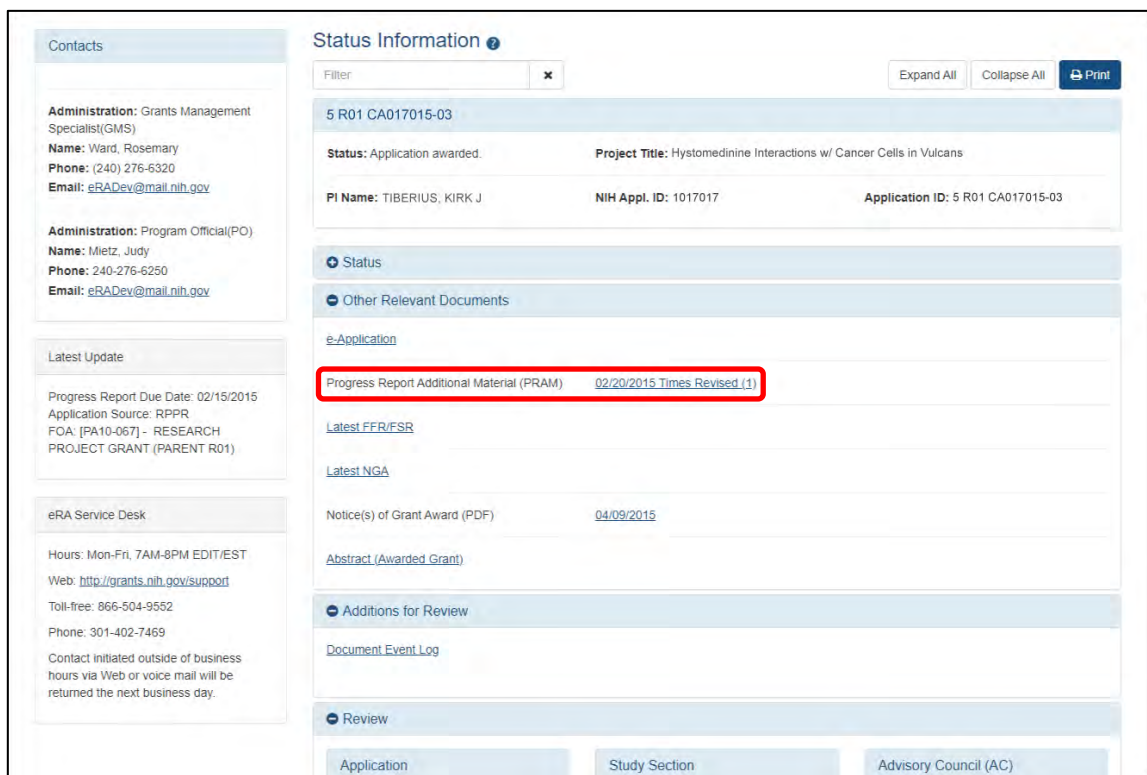 Contacts
Administration: Grants Management
Specialist(GMS)
Name: Ward, Rosemary
Phone: (240) 276-6320
Email: eRADev@mail.nih.gov
Administration: Program Official(PO)
Name: Mietz, Judy
Phone: 240-276-6250
Email: eRADev@mail.nih.gov
Latest Update
Progress Report Due Date: 02/15/2015
Application Source: RPPR
FOA: [PA10-067] - RESEARCH
PROJECT GRANT (PARENT R01)
eRA Service Desk
Hours: Mon-Fri, 7AM-8PM EDIT/EST
Web: http://grants.nih.gov/support
Toll-free: 866-504-9552
Phone: 301-402-7469
Contact initiated outside of business
hours via Web or voice mail will be
returned the next business day.
Status Information ?
Filter × Expand All Collapse All Print
5 R01 CA017015-03
Status: Application awarded. Project Title: Hystomedinine Interactions w/ Cancer Cells in Vulcans
PI Name: TIBERIUS, KIRK J NIH Appl. ID: 1017017 Application ID: 5 R01 CA017015-03
Status
Other Relevant Documents
e-Application
Progress Report Additional Material (PRAM) 02/20/2015 Times Revised (1)
Latest FFR/FSR
Latest NGA
Notice(s) of Grant Award (PDF) 04/09/2015
Abstract (Awarded Grant)
Additions for Review
Document Event Log
Review
Application Study Section Advisory Council (AC)